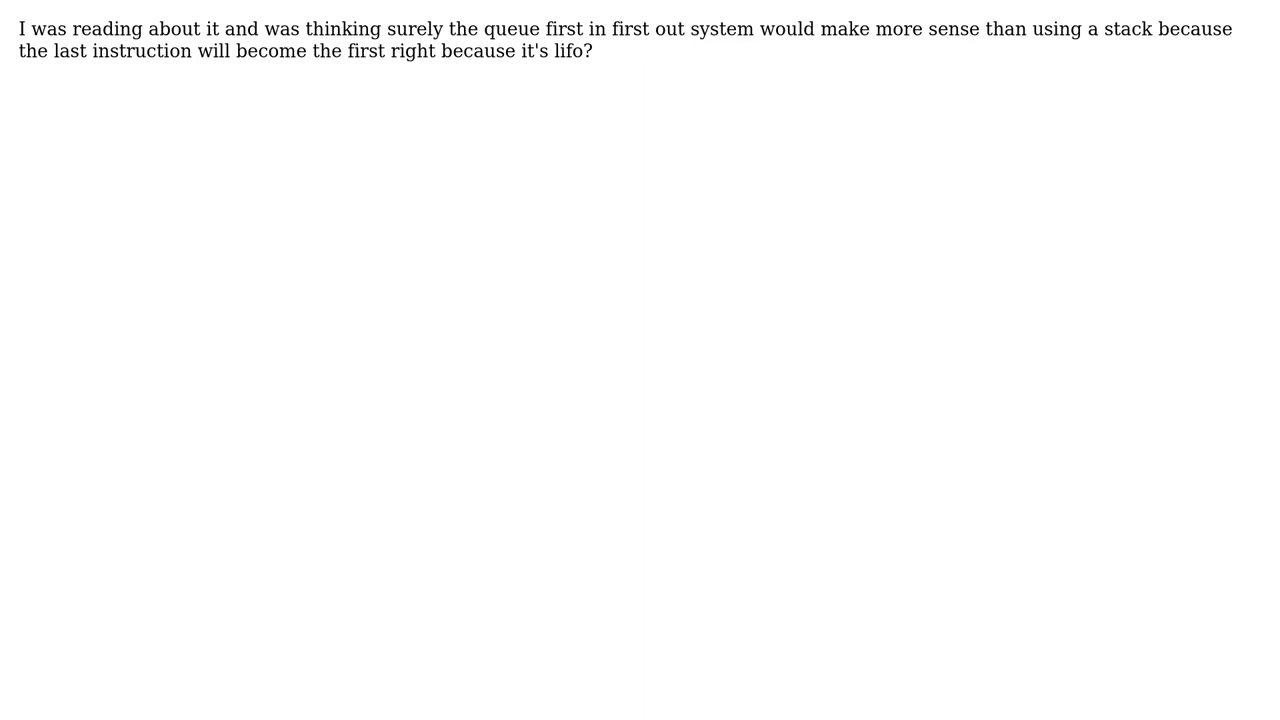 I was reading about it and was thinking surely the queue first in first out system would make more sense than using a stack because
the last instruction will become the first right because it's lifo?